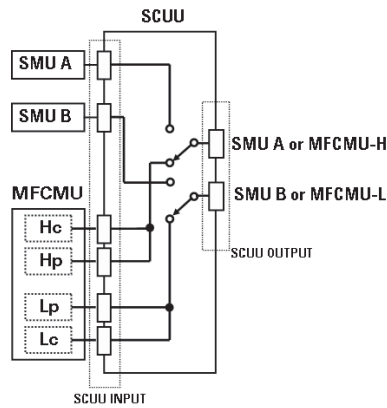 SCUU
SMU A
SMU B
SMU A or MFCMU-H
SMU B or MFCMU-L
MFCMU
Hc
Hp
Lp
Lc
SCUU OUTPUT
SCUU INPUT